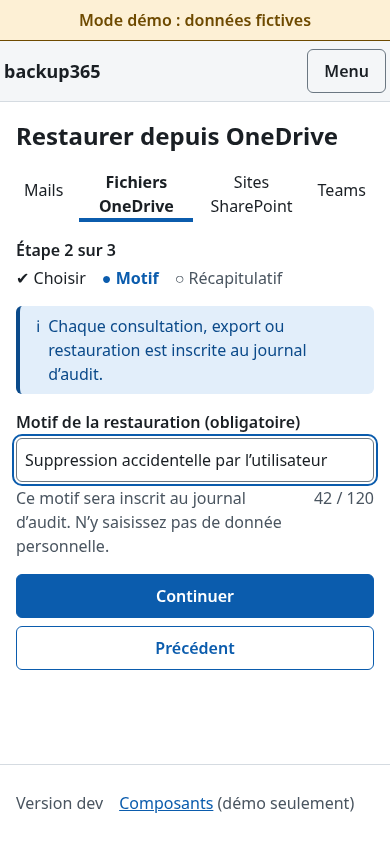 Mode démo : données fictives
backup365
Menu
Restaurer depuis OneDrive
Mails
Fichiers
OneDrive
Sites
SharePoint
Teams
Étape 2 sur 3
✔ Choisir ● Motif ○ Récapitulatif
i Chaque consultation, export ou
restauration est inscrite au journal
d’audit.
Motif de la restauration (obligatoire)
Suppression accidentelle par l’utilisateur
Ce motif sera inscrit au journal
d’audit. N’y saisissez pas de donnée
personnelle.
42 / 120
Continuer
Précédent
Version dev Composants (démo seulement)